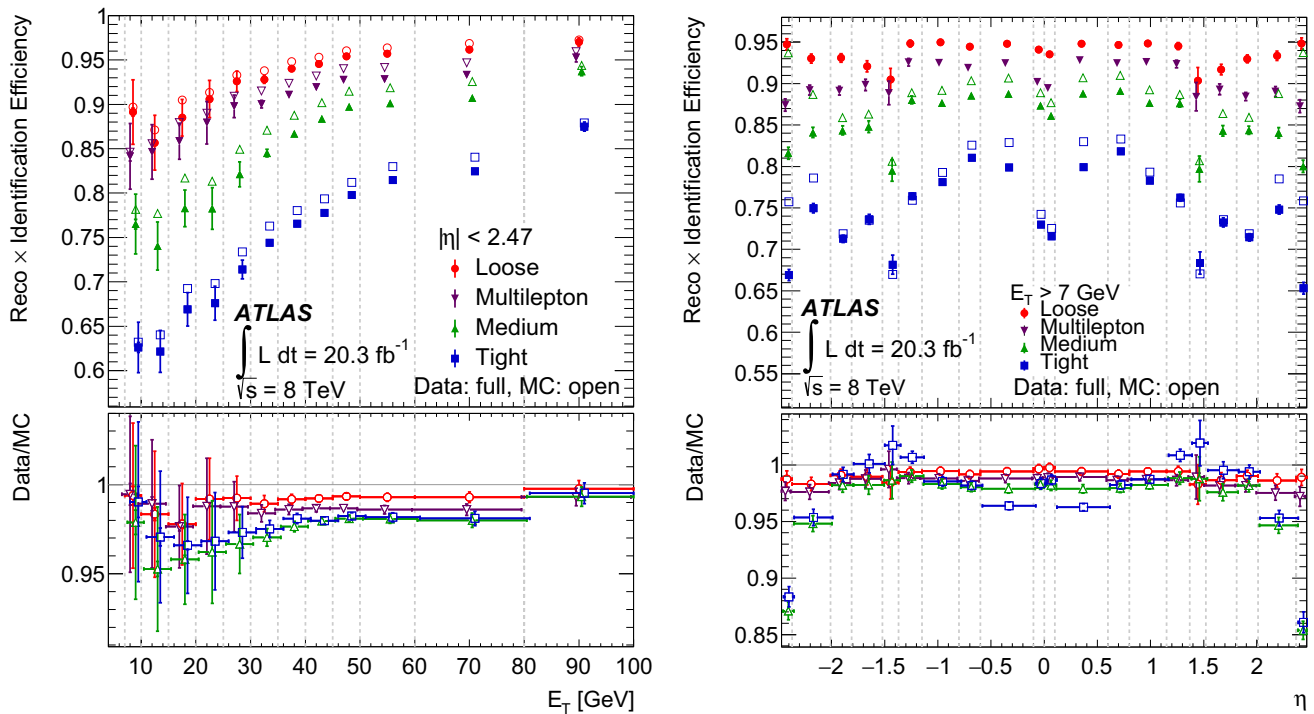 Reco × Identification Efficiency
1
0.95
0.9
0.85
0.8
0.75
0.7
0.65
0.6
|η| < 2.47
Loose
Multilepton
Medium
Tight
ATLAS
∫ L dt = 20.3 fb⁻¹
√s = 8 TeV
Data: full, MC: open
Data/MC
1
0.95
10 20 30 40 50 60 70 80 90 100
E_T [GeV]
Reco × Identification Efficiency
0.95
0.9
0.85
0.8
0.75
0.7
0.65
0.6
0.55
E_T > 7 GeV
Loose
Multilepton
Medium
Tight
ATLAS
∫ L dt = 20.3 fb⁻¹
√s = 8 TeV
Data: full, MC: open
Data/MC
1
0.95
0.9
0.85
−2 −1.5 −1 −0.5 0 0.5 1 1.5 2
η